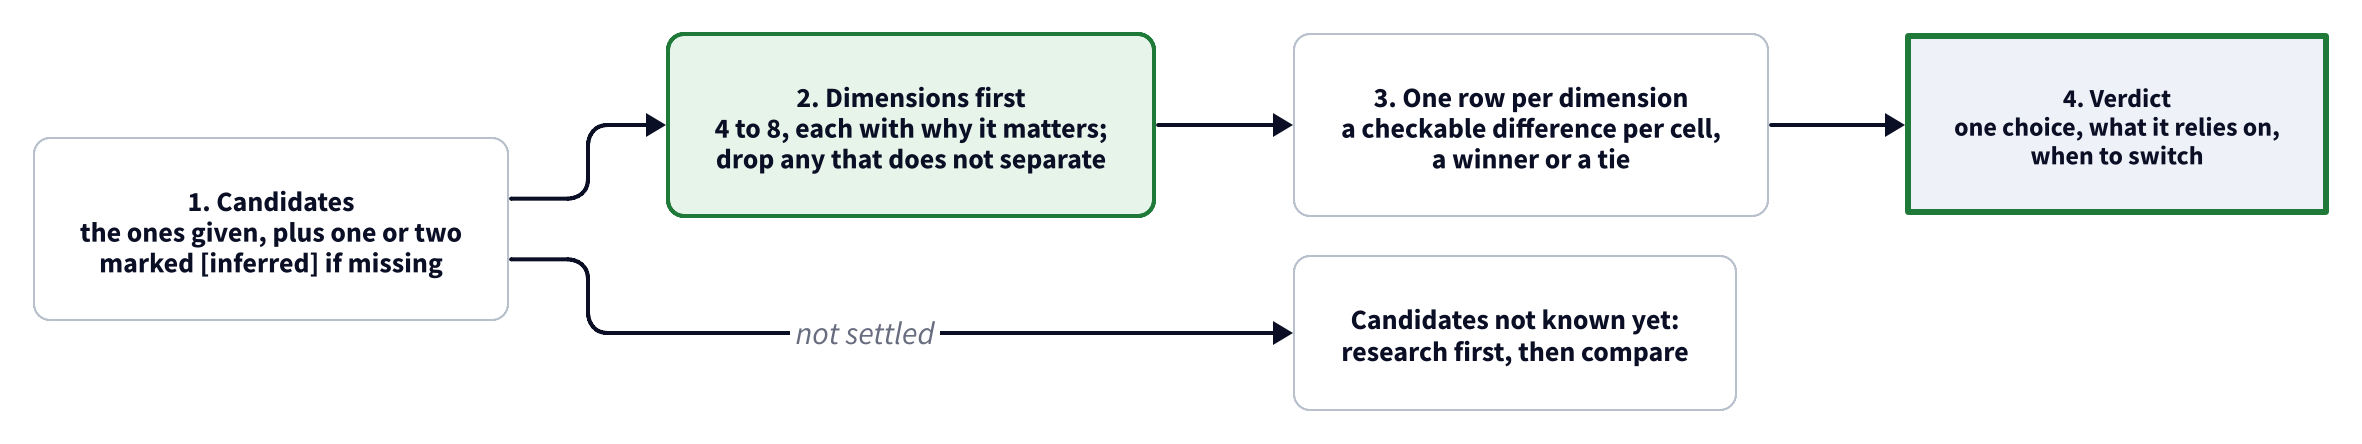 1. Candidates
the ones given, plus one or two
marked [inferred] if missing
2. Dimensions first
4 to 8, each with why it matters;
drop any that does not separate
3. One row per dimension
a checkable difference per cell,
a winner or a tie
4. Verdict
one choice, what it relies on,
when to switch
not settled
Candidates not known yet:
research first, then compare